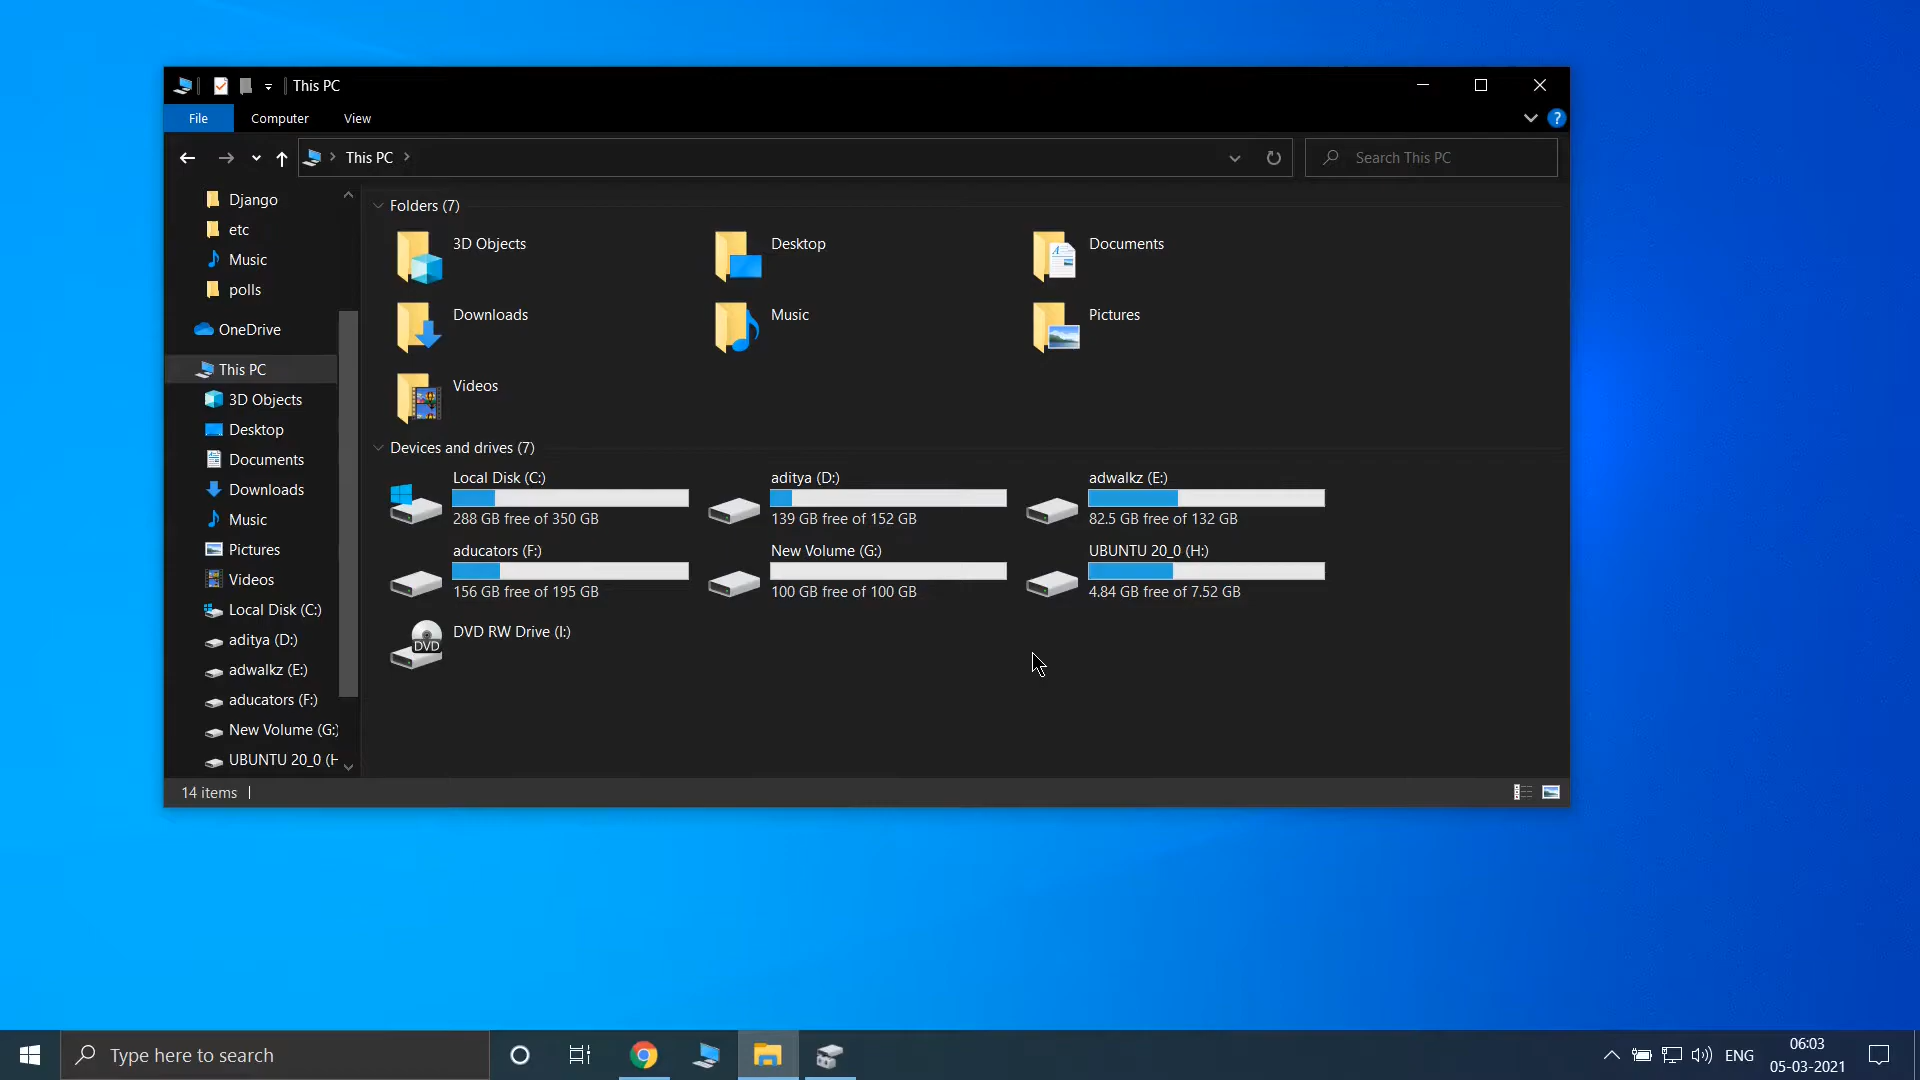 This PC
File Computer View
This PC
Search This PC
Django
etc
Music
polls
OneDrive
This PC
3D Objects
Desktop
Documents
Downloads
Music
Pictures
Videos
Local Disk (C:)
aditya (D:)
adwalkz (E:)
aducators (F:)
New Volume (G:)
UBUNTU 20_0 (H
Folders (7)
3D Objects Desktop Documents
Downloads Music Pictures
Videos
Devices and drives (7)
Local Disk (C:) aditya (D:) adwalkz (E:)
288 GB free of 350 GB 139 GB free of 152 GB 82.5 GB free of 132 GB
aducators (F:) New Volume (G:) UBUNTU 20_0 (H:)
156 GB free of 195 GB 100 GB free of 100 GB 4.84 GB free of 7.52 GB
DVD RW Drive (I:)
DVD
14 items
Type here to search
ENG
06:03
05-03-2021